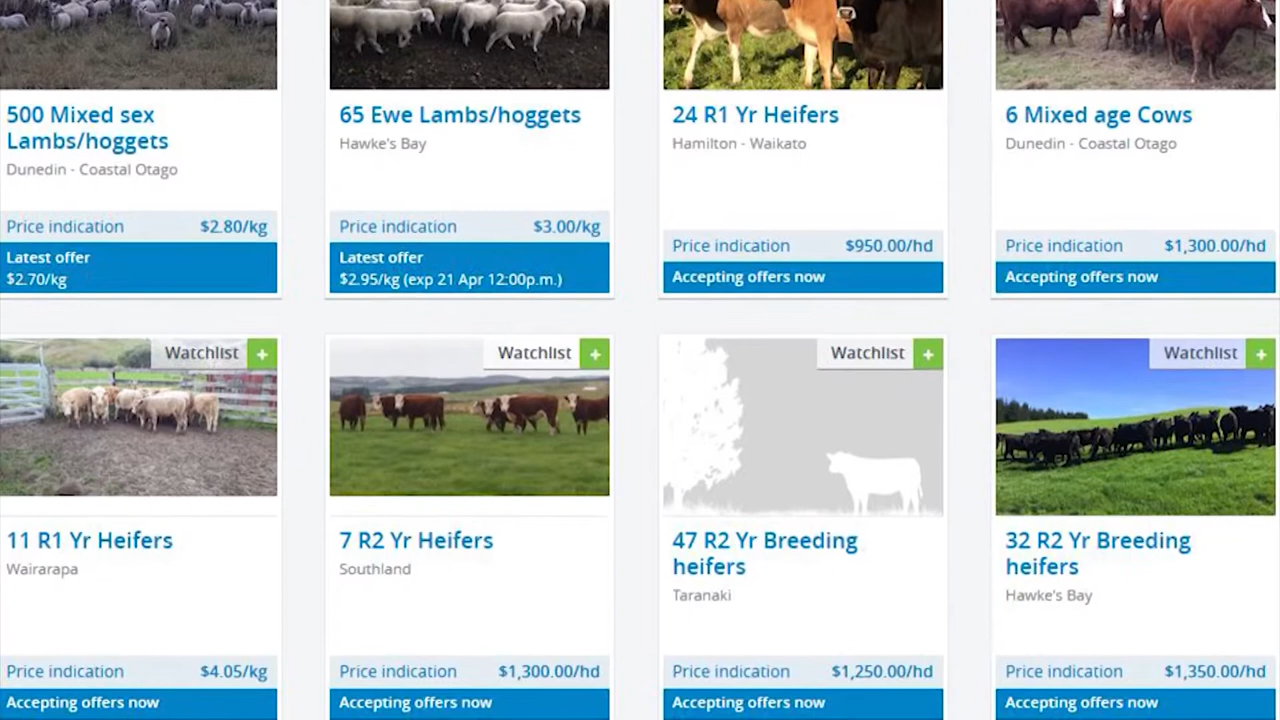 500 Mixed sex
Lambs/hoggets
Dunedin - Coastal Otago
Price indication $2.80/kg
Latest offer
$2.70/kg
65 Ewe Lambs/hoggets
Hawke's Bay
Price indication $3.00/kg
Latest offer
$2.95/kg (exp 21 Apr 12:00p.m.)
24 R1 Yr Heifers
Hamilton - Waikato
Price indication $950.00/hd
Accepting offers now
6 Mixed age Cows
Dunedin - Coastal Otago
Price indication $1,300.00/hd
Accepting offers now
Watchlist +
11 R1 Yr Heifers
Wairarapa
Price indication $4.05/kg
Accepting offers now
Watchlist +
7 R2 Yr Heifers
Southland
Price indication $1,300.00/hd
Accepting offers now
Watchlist +
47 R2 Yr Breeding
heifers
Taranaki
Price indication $1,250.00/hd
Accepting offers now
Watchlist +
32 R2 Yr Breeding
heifers
Hawke's Bay
Price indication $1,350.00/hd
Accepting offers now